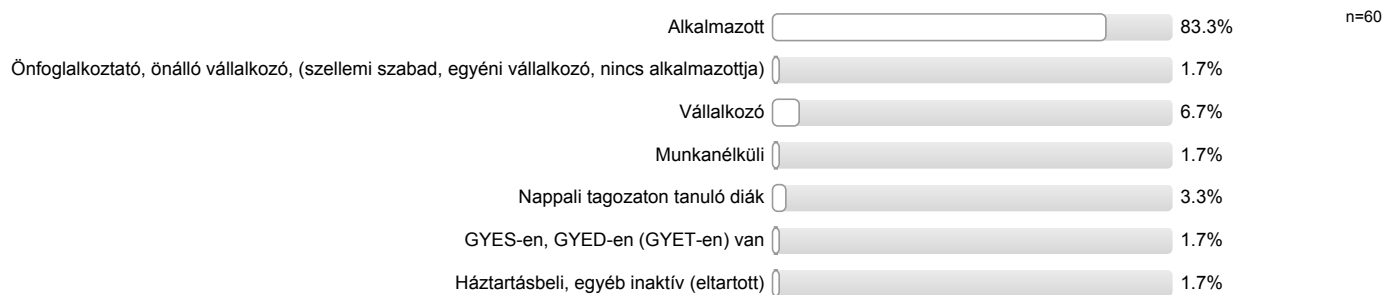 Alkalmazott 83.3% n=60
Önfoglalkoztató, önálló vállalkozó, (szellemi szabad, egyéni vállalkozó, nincs alkalmazottja) 1.7%
Vállalkozó 6.7%
Munkanélküli 1.7%
Nappali tagozaton tanuló diák 3.3%
GYES-en, GYED-en (GYET-en) van 1.7%
Háztartásbeli, egyéb inaktív (eltartott) 1.7%